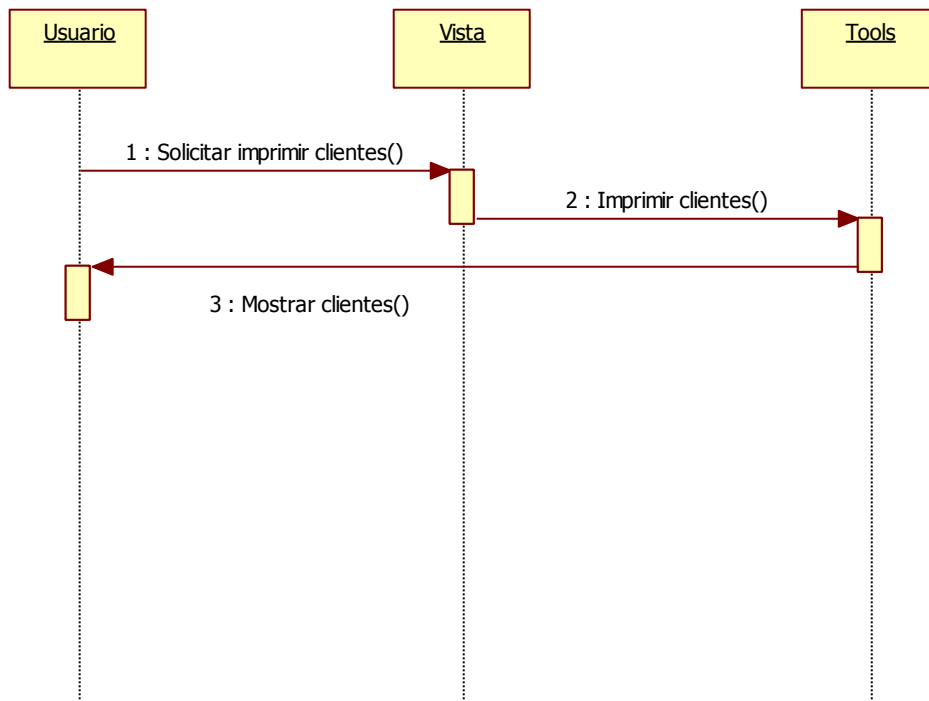 Usuario
Vista
Tools
1 : Solicitar imprimir clientes()
2 : Imprimir clientes()
3 : Mostrar clientes()